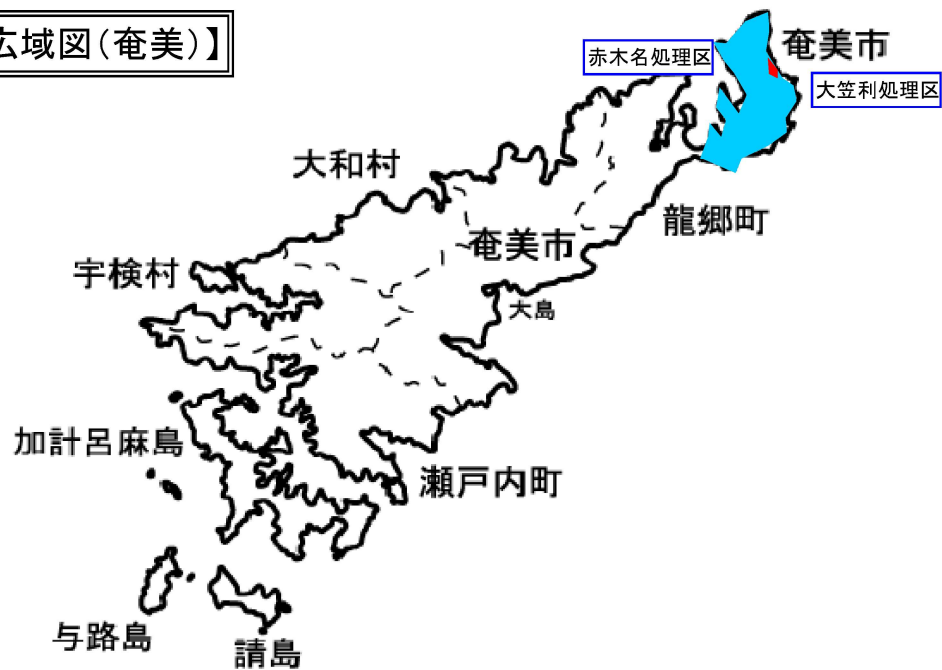 広域図(奄美)】
奄美市
赤木名処理区
大笠利処理区
大和村
龍郷町
奄美市
宇検村
大島
加計呂麻島
瀬戸内町
与路島
請島